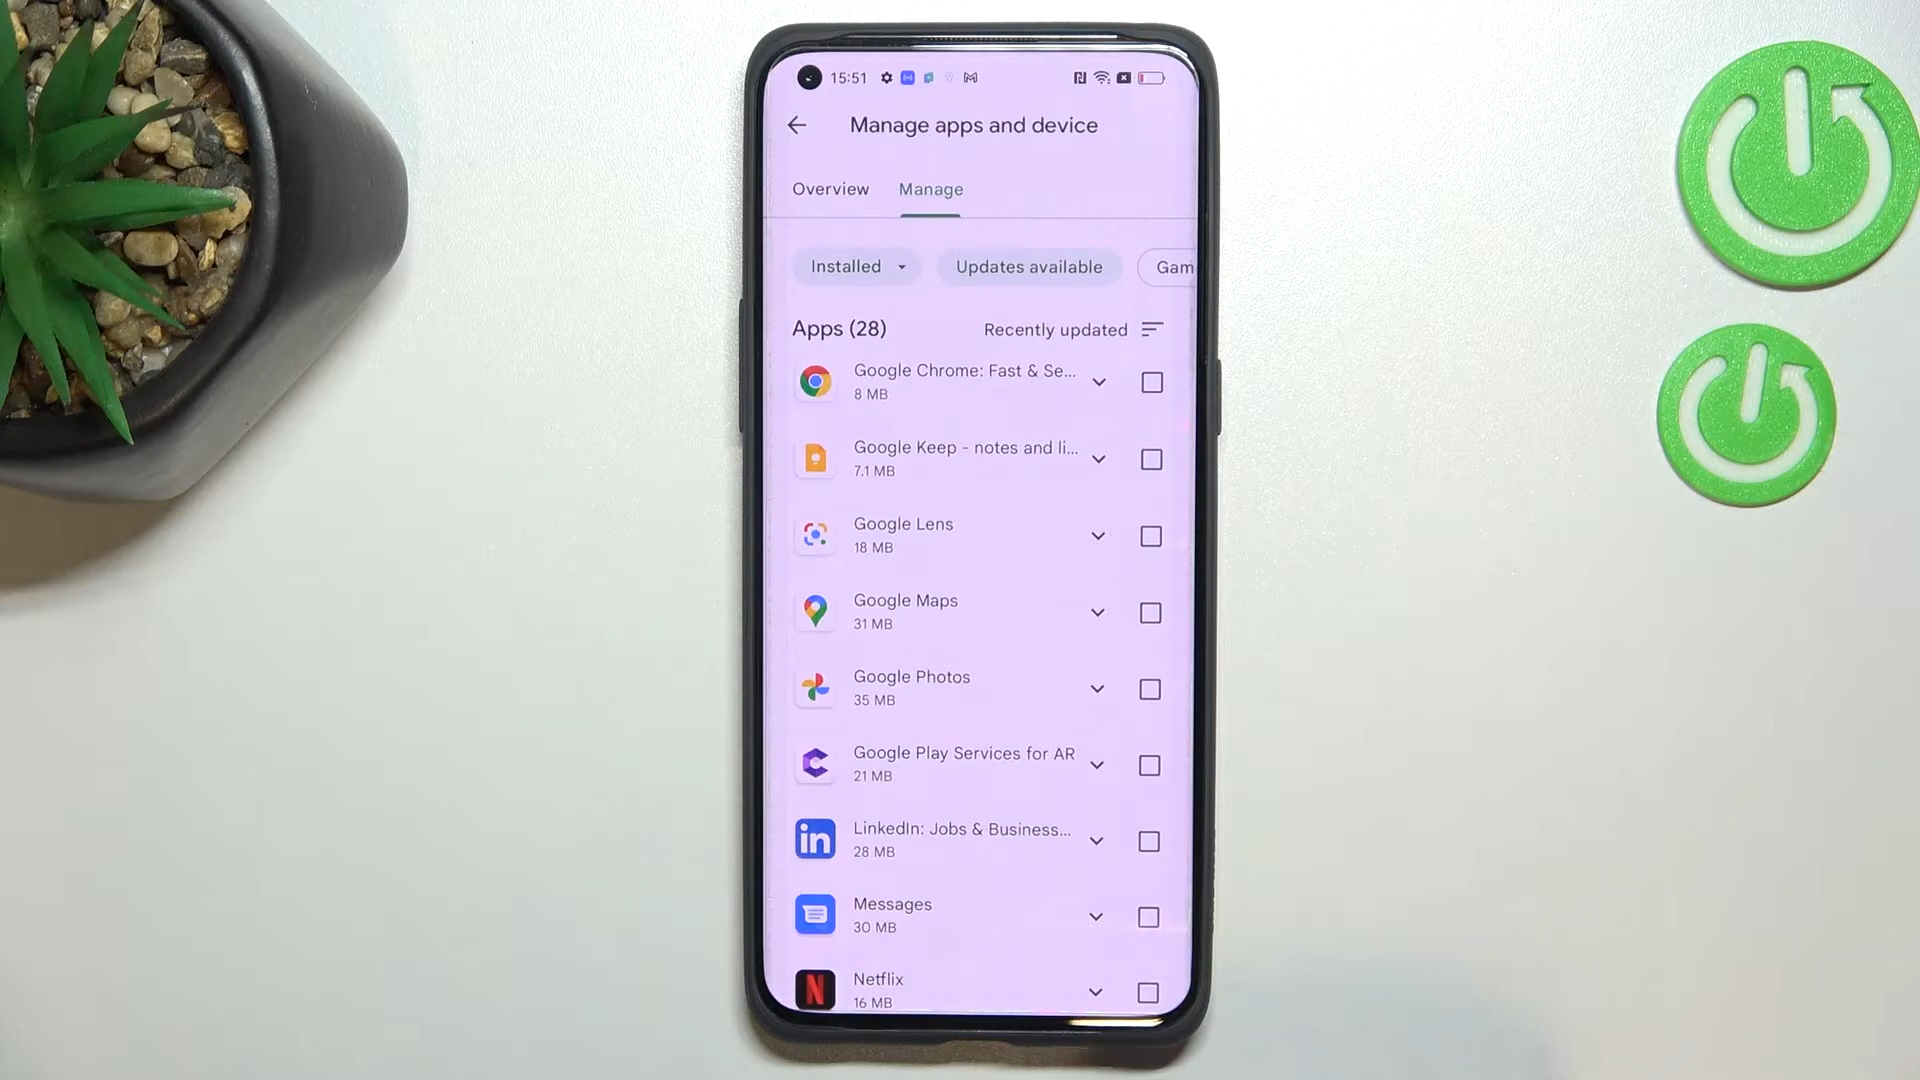 15:51
Manage apps and device
Overview Manage
Installed Updates available Gam
Apps (28) Recently updated
Google Chrome: Fast & Se...
8 MB
Google Keep - notes and li...
7.1 MB
Google Lens
18 MB
Google Maps
31 MB
Google Photos
35 MB
Google Play Services for AR
21 MB
in LinkedIn: Jobs & Business...
28 MB
Messages
30 MB
N Netflix
16 MB